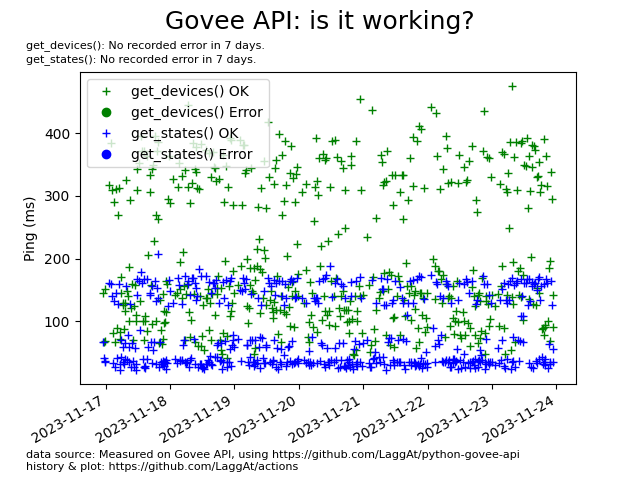 Govee API: is it working?
get_devices(): No recorded error in 7 days.
get_states(): No recorded error in 7 days.
get_devices() OK
get_devices() Error
get_states() OK
get_states() Error
Ping (ms)
400
300
200
100
2023-11-17
2023-11-18
2023-11-19
2023-11-20
2023-11-21
2023-11-22
2023-11-23
2023-11-24
data source: Measured on Govee API, using https://github.com/LaggAt/python-govee-api
history & plot: https://github.com/LaggAt/actions